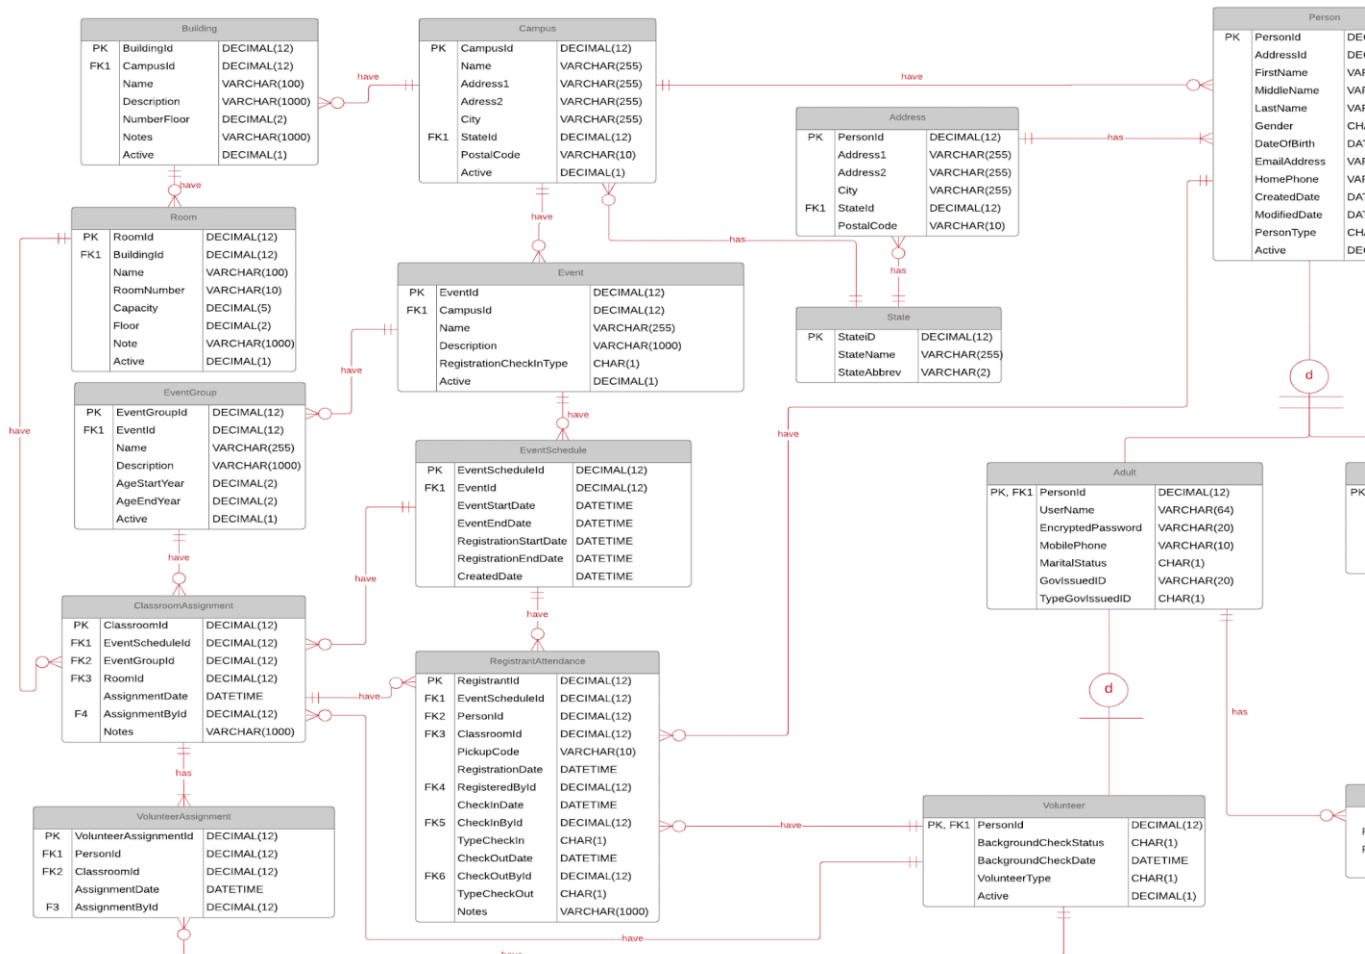 Building
PK BuildingId DECIMAL(12)
FK1 CampusId DECIMAL(12)
Name VARCHAR(100)
Description VARCHAR(1000)
NumberFloor DECIMAL(2)
Notes VARCHAR(1000)
Active DECIMAL(1)
have
Campus
PK CampusId DECIMAL(12)
Name VARCHAR(255)
Address1 VARCHAR(255)
Adress2 VARCHAR(255)
City VARCHAR(255)
FK1 StateId DECIMAL(12)
PostalCode VARCHAR(10)
Active DECIMAL(1)
have
Person
PK PersonId
AddressId
FirstName
MiddleName
LastName
Gender
DateOfBirth
EmailAddress
HomePhone
CreatedDate
ModifiedDate
PersonType
Active
Address
PK PersonId DECIMAL(12)
Address1 VARCHAR(255)
Address2 VARCHAR(255)
City VARCHAR(255)
FK1 StateId DECIMAL(12)
PostalCode VARCHAR(10)
has
have
have
has
has
Room
PK RoomId DECIMAL(12)
FK1 BuildingId DECIMAL(12)
Name VARCHAR(100)
RoomNumber VARCHAR(10)
Capacity DECIMAL(5)
Floor DECIMAL(2)
Note VARCHAR(1000)
Active DECIMAL(1)
Event
PK EventId DECIMAL(12)
FK1 CampusId DECIMAL(12)
Name VARCHAR(255)
Description VARCHAR(1000)
RegistrationCheckInType CHAR(1)
Active DECIMAL(1)
State
PK StateiD DECIMAL(12)
StateName VARCHAR(255)
StateAbbrev VARCHAR(2)
have
have
have
have
d
EventGroup
PK EventGroupId DECIMAL(12)
FK1 EventId DECIMAL(12)
Name VARCHAR(255)
Description VARCHAR(1000)
AgeStartYear DECIMAL(2)
AgeEndYear DECIMAL(2)
Active DECIMAL(1)
EventSchedule
PK EventScheduleId DECIMAL(12)
FK1 EventId DECIMAL(12)
EventStartDate DATETIME
EventEndDate DATETIME
RegistrationStartDate DATETIME
RegistrationEndDate DATETIME
CreatedDate DATETIME
Adult
PK, FK1 PersonId DECIMAL(12)
UserName VARCHAR(64)
EncryptedPassword VARCHAR(20)
MobilePhone VARCHAR(10)
MaritalStatus CHAR(1)
GovIssuedID VARCHAR(20)
TypeGovIssuedID CHAR(1)
PK
have
have
have
ClassroomAssignment
PK ClassroomId DECIMAL(12)
FK1 EventScheduleId DECIMAL(12)
FK2 EventGroupId DECIMAL(12)
FK3 RoomId DECIMAL(12)
AssignmentDate DATETIME
F4 AssignmentById DECIMAL(12)
Notes VARCHAR(1000)
have
RegistrantAttendance
PK RegistrantId DECIMAL(12)
FK1 EventScheduleId DECIMAL(12)
FK2 PersonId DECIMAL(12)
FK3 ClassroomId DECIMAL(12)
PickupCode VARCHAR(10)
RegistrationDate DATETIME
FK4 RegisteredById DECIMAL(12)
CheckInDate DATETIME
FK5 CheckInById DECIMAL(12)
TypeCheckIn CHAR(1)
CheckOutDate DATETIME
FK6 CheckOutById DECIMAL(12)
TypeCheckOut CHAR(1)
Notes VARCHAR(1000)
d
has
has
VolunteerAssignment
PK VolunteerAssignmentId DECIMAL(12)
FK1 PersonId DECIMAL(12)
FK2 ClassroomId DECIMAL(12)
AssignmentDate DATETIME
F3 AssignmentById DECIMAL(12)
have
Volunteer
PK, FK1 PersonId DECIMAL(12)
BackgroundCheckStatus CHAR(1)
BackgroundCheckDate DATETIME
VolunteerType CHAR(1)
Active DECIMAL(1)
have